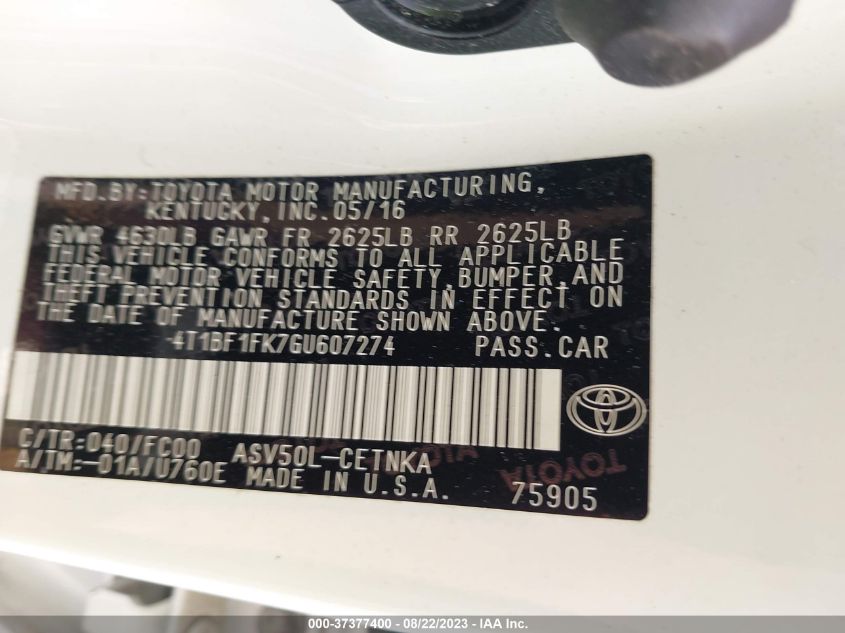 MFD.BY:TOYOTA MOTOR MANUFACTURING,
KENTUCKY,INC.05/16
GVWR 4630LB GAWR FR 2625LB RR 2625LB
THIS VEHICLE CONFORMS TO ALL APPLICABLE
FEDERAL MOTOR VEHICLE SAFETY,BUMPER,AND
THEFT PREVENTION STANDARDS IN EFFECT ON
THE DATE OF MANUFACTURE SHOWN ABOVE.
4T1BF1FK7GU607274 PASS.CAR
C/TR:040/FC00 ASV50L-CETNKA
A/TM:-01A/U760E MADE IN U.S.A. 75905
TOYOTA
000-37377400 - 08/22/2023 - IAA Inc.